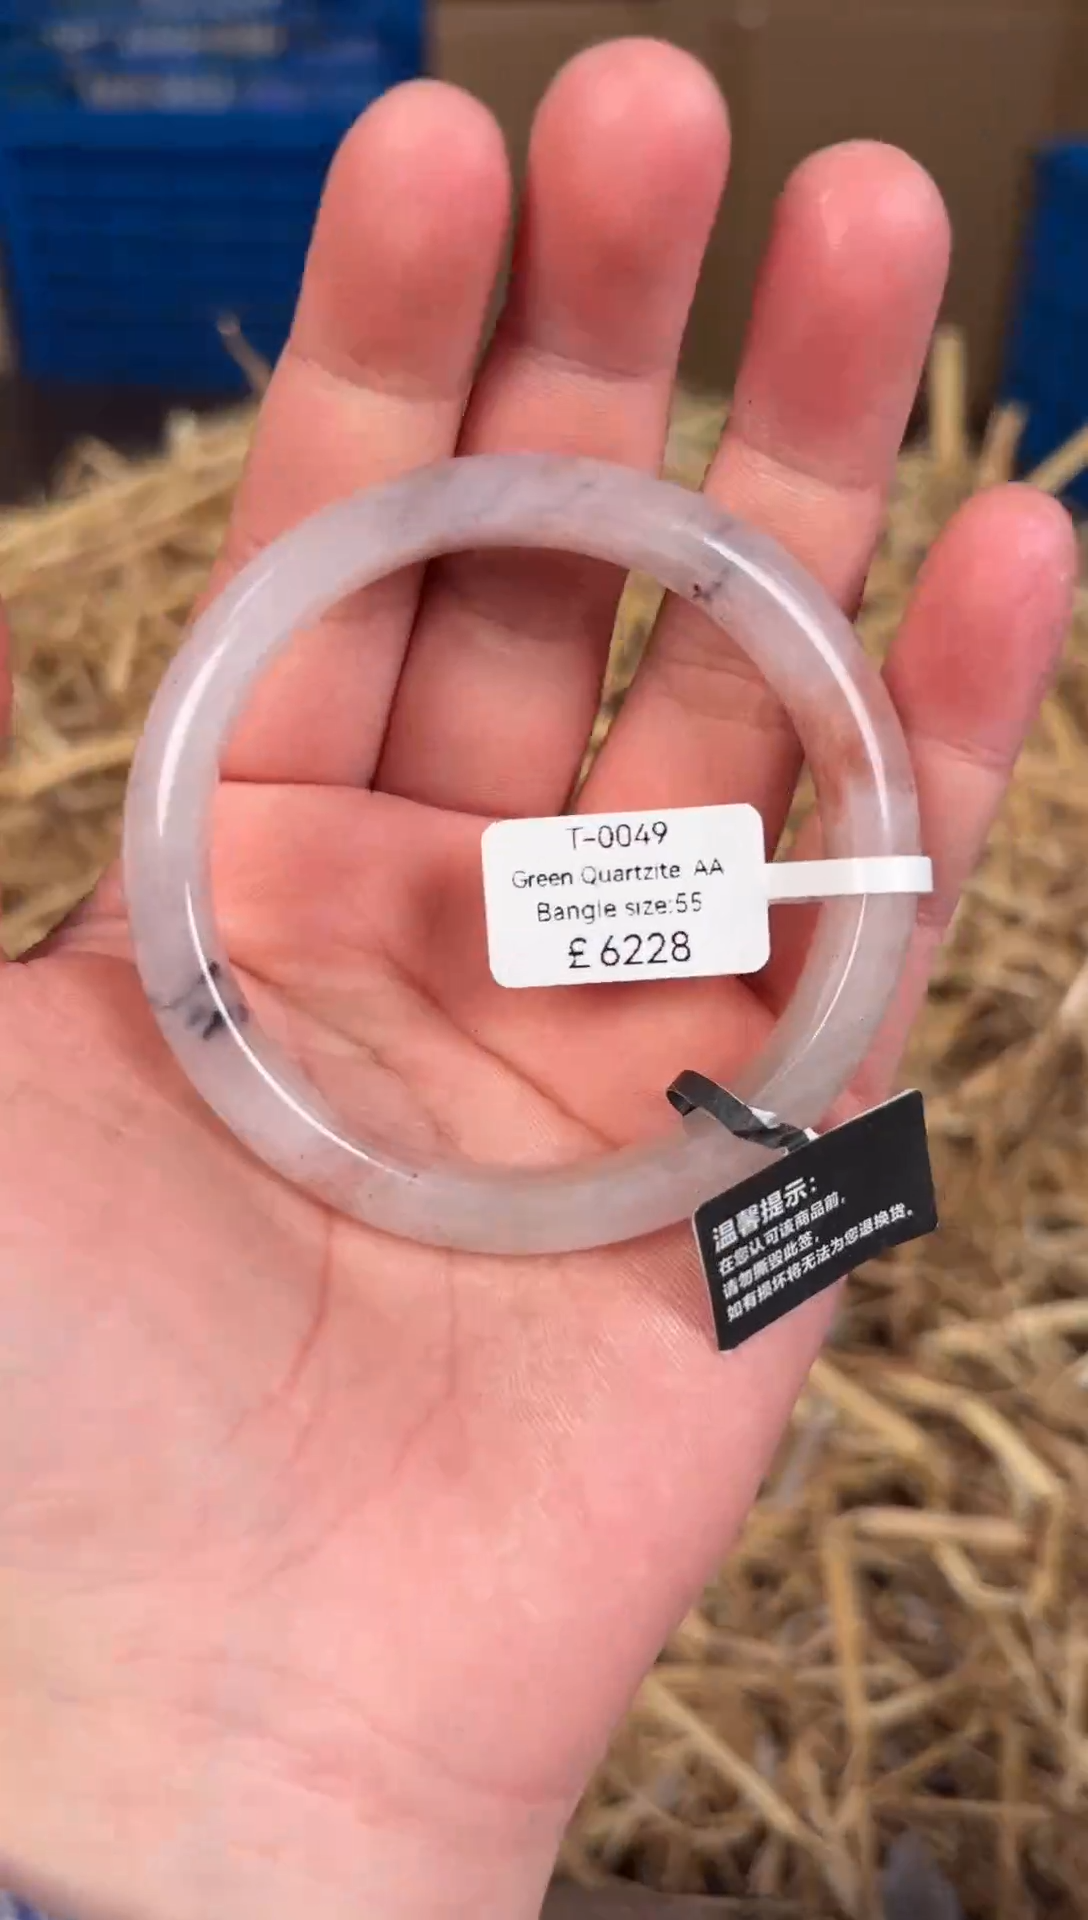 T-0049
Green Quartzite AA
Bangle size:55
£6228
温馨提示:
在您认可该商品前,
请勿撕毁此签,
如有损坏将无法为您退换货。